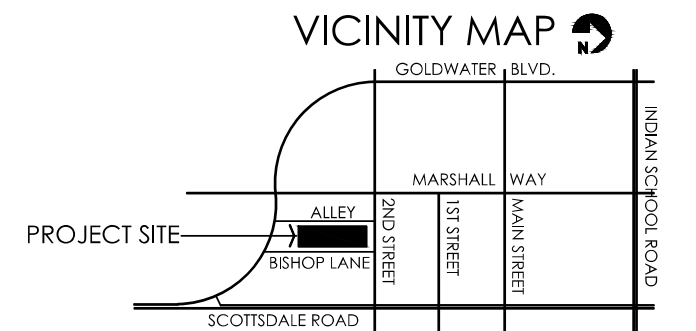 VICINITY MAP
N
GOLDWATER BLVD.
INDIAN SCHOOL ROAD
MARSHALL WAY
ALLEY
2ND STREET
1ST STREET
MAIN STREET
PROJECT SITE
BISHOP LANE
SCOTTSDALE ROAD